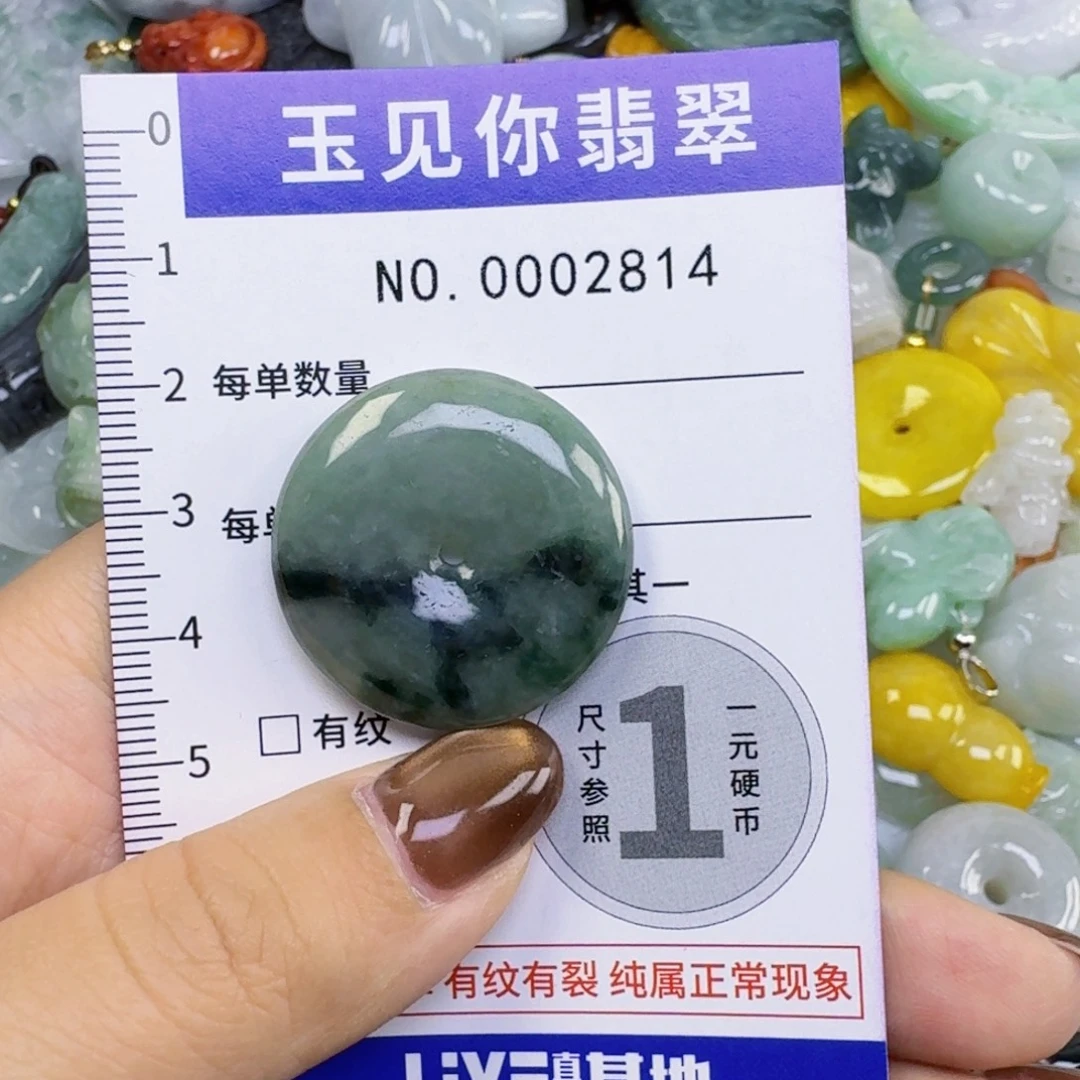 玉见你翡翠
0
NO. 0002814
1
2 每单数量
3 每
其一
4
尺寸参照
1
一元硬币
5
□有纹
有纹有裂 纯属正常现象
基地